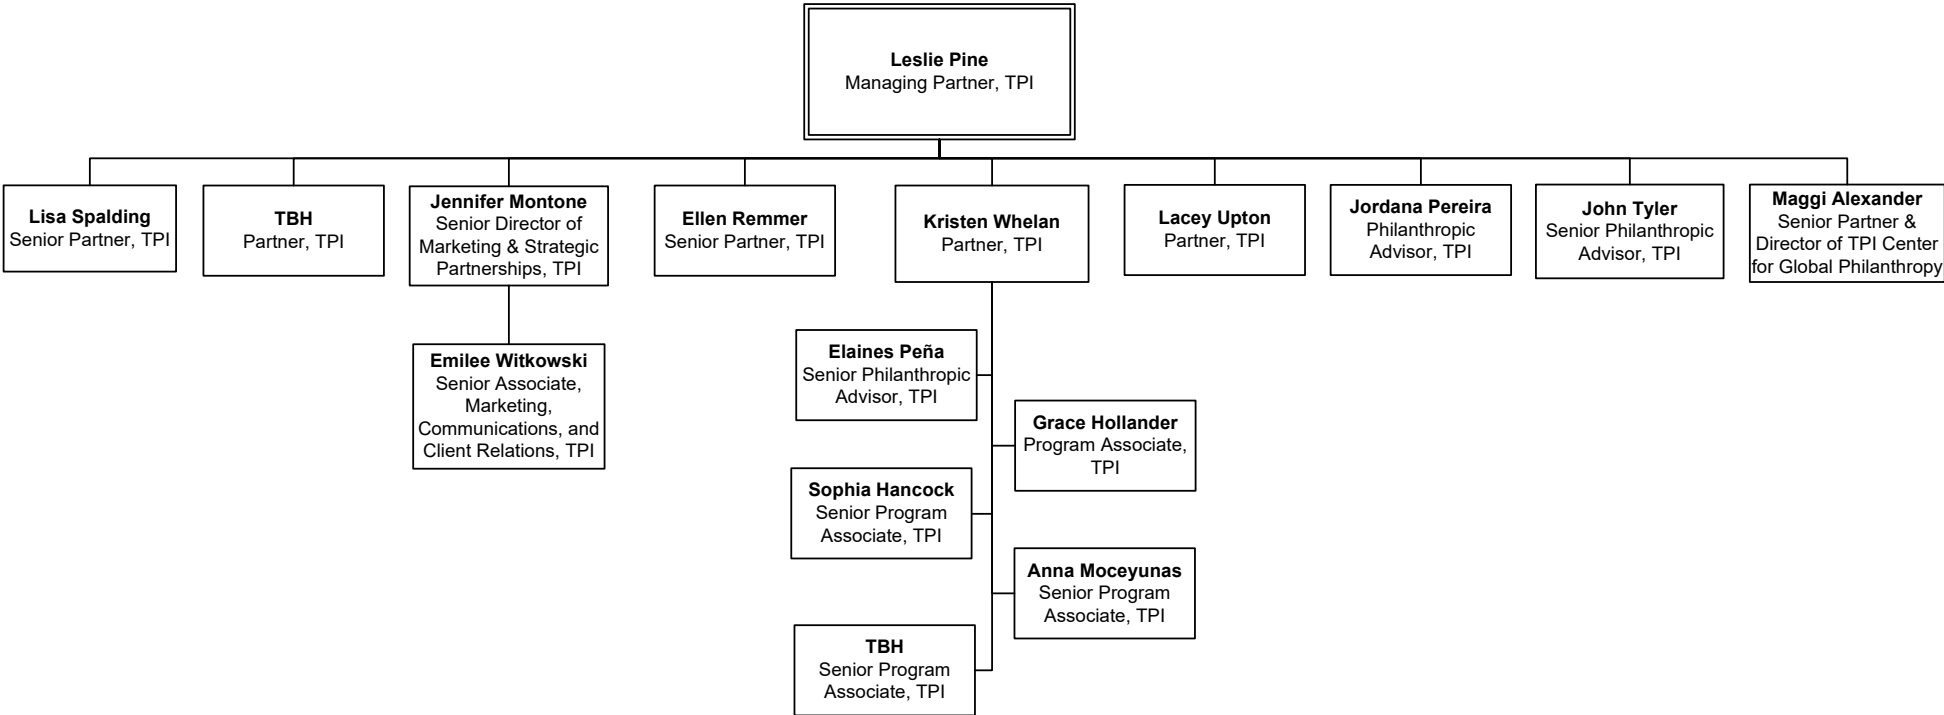 Leslie Pine
Managing Partner, TPI
Lisa Spalding
Senior Partner, TPI
TBH
Partner, TPI
Jennifer Montone
Senior Director of
Marketing & Strategic
Partnerships, TPI
Ellen Remmer
Senior Partner, TPI
Kristen Whelan
Partner, TPI
Lacey Upton
Partner, TPI
Jordana Pereira
Philanthropic
Advisor, TPI
John Tyler
Senior Philanthropic
Advisor, TPI
Maggi Alexander
Senior Partner &
Director of TPI Center
for Global Philanthropy
Emilee Witkowski
Senior Associate,
Marketing,
Communications, and
Client Relations, TPI
Elaines Peña
Senior Philanthropic
Advisor, TPI
Grace Hollander
Program Associate,
TPI
Sophia Hancock
Senior Program
Associate, TPI
Anna Moceyunas
Senior Program
Associate, TPI
TBH
Senior Program
Associate, TPI